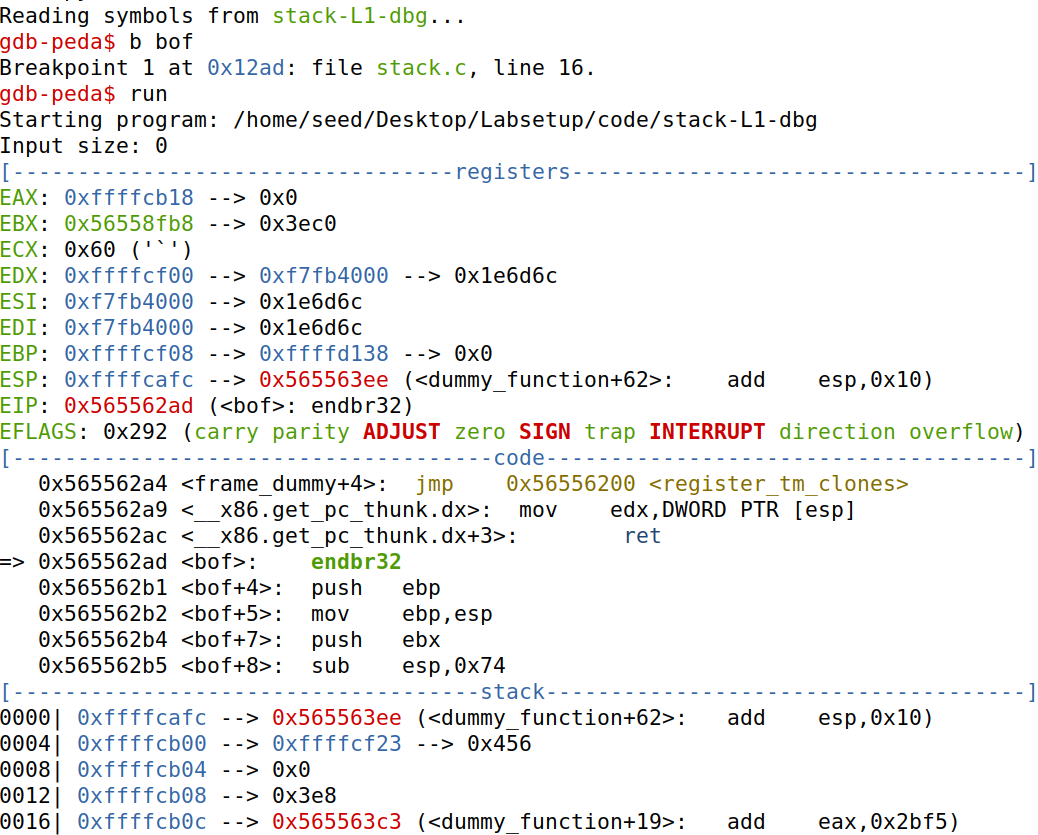 Reading symbols from stack-L1-dbg...
gdb-peda$ b bof
Breakpoint 1 at 0x12ad: file stack.c, line 16.
gdb-peda$ run
Starting program: /home/seed/Desktop/Labsetup/code/stack-L1-dbg
Input size: 0
[----------------------------------registers-----------------------------------]
EAX: 0xffffcb18 --> 0x0
EBX: 0x56558fb8 --> 0x3ec0
ECX: 0x60 ('`')
EDX: 0xffffcf00 --> 0xf7fb4000 --> 0x1e6d6c
ESI: 0xf7fb4000 --> 0x1e6d6c
EDI: 0xf7fb4000 --> 0x1e6d6c
EBP: 0xffffcf08 --> 0xffffd138 --> 0x0
ESP: 0xffffcafc --> 0x565563ee (<dummy_function+62>:   add    esp,0x10)
EIP: 0x565562ad (<bof>: endbr32)
EFLAGS: 0x292 (carry parity ADJUST zero SIGN trap INTERRUPT direction overflow)
[-------------------------------------code-------------------------------------]
   0x565562a4 <frame_dummy+4>:  jmp    0x56556200 <register_tm_clones>
   0x565562a9 <__x86.get_pc_thunk.dx>:  mov    edx,DWORD PTR [esp]
   0x565562ac <__x86.get_pc_thunk.dx+3>:        ret
=> 0x565562ad <bof>:    endbr32
   0x565562b1 <bof+4>:  push   ebp
   0x565562b2 <bof+5>:  mov    ebp,esp
   0x565562b4 <bof+7>:  push   ebx
   0x565562b5 <bof+8>:  sub    esp,0x74
[------------------------------------stack-------------------------------------]
0000| 0xffffcafc --> 0x565563ee (<dummy_function+62>:   add    esp,0x10)
0004| 0xffffcb00 --> 0xffffcf23 --> 0x456
0008| 0xffffcb04 --> 0x0
0012| 0xffffcb08 --> 0x3e8
0016| 0xffffcb0c --> 0x565563c3 (<dummy_function+19>:   add    eax,0x2bf5)